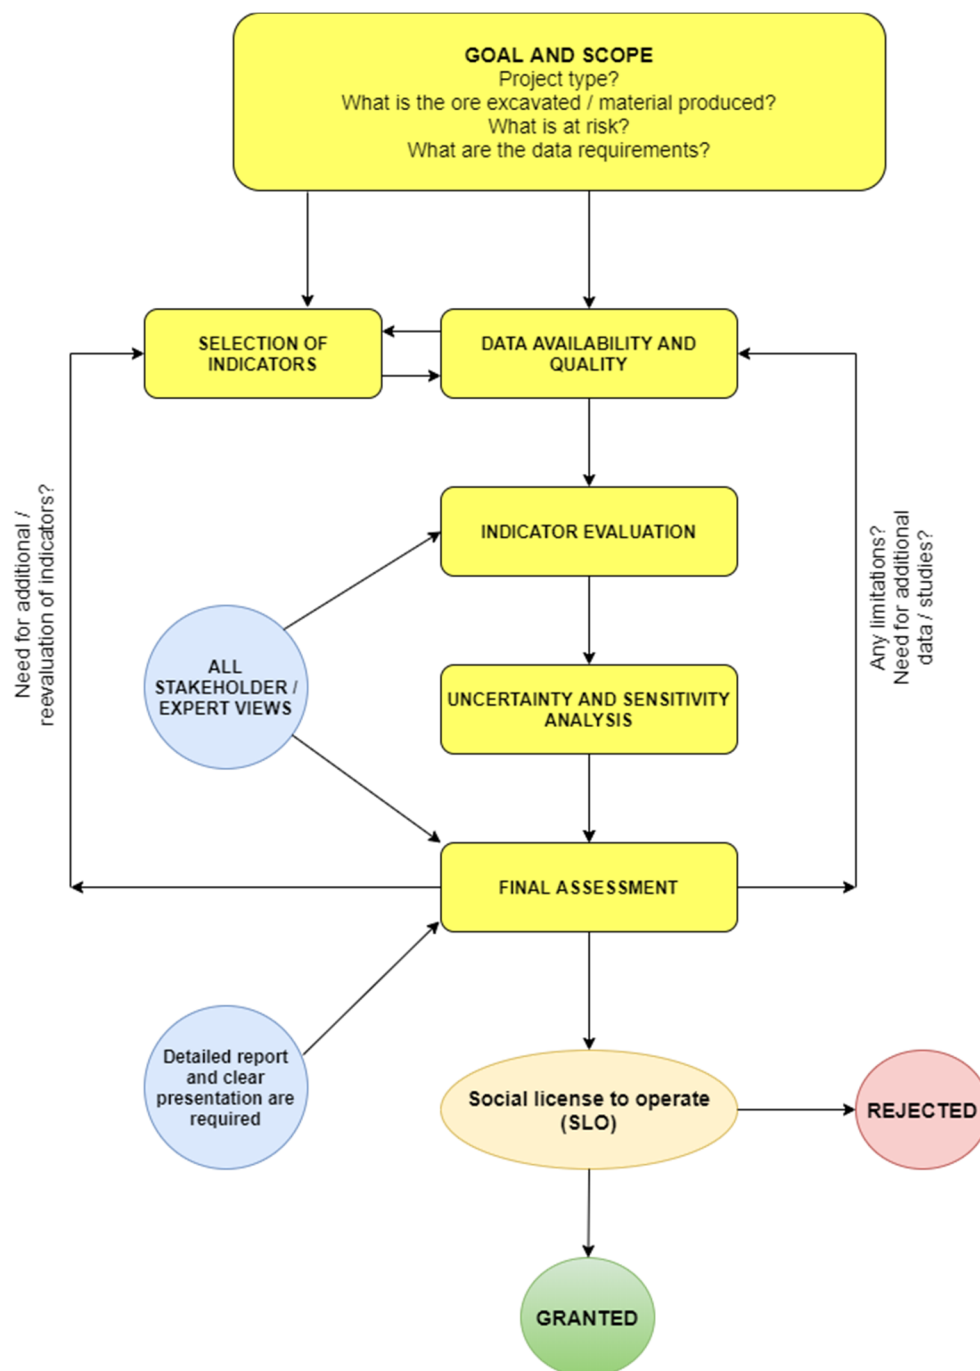 GOAL AND SCOPE
Project type?
What is the ore excavated / material produced?
What is at risk?
What are the data requirements?
SELECTION OF
INDICATORS
DATA AVAILABILITY AND
QUALITY
Need for additional /
reevaluation of indicators?
Any limitations?
Need for additional
data / studies?
INDICATOR EVALUATION
ALL
STAKEHOLDER /
EXPERT VIEWS
UNCERTAINTY AND SENSITIVITY
ANALYSIS
FINAL ASSESSMENT
Detailed report
and clear
presentation are
required
Social license to operate
(SLO)
REJECTED
GRANTED